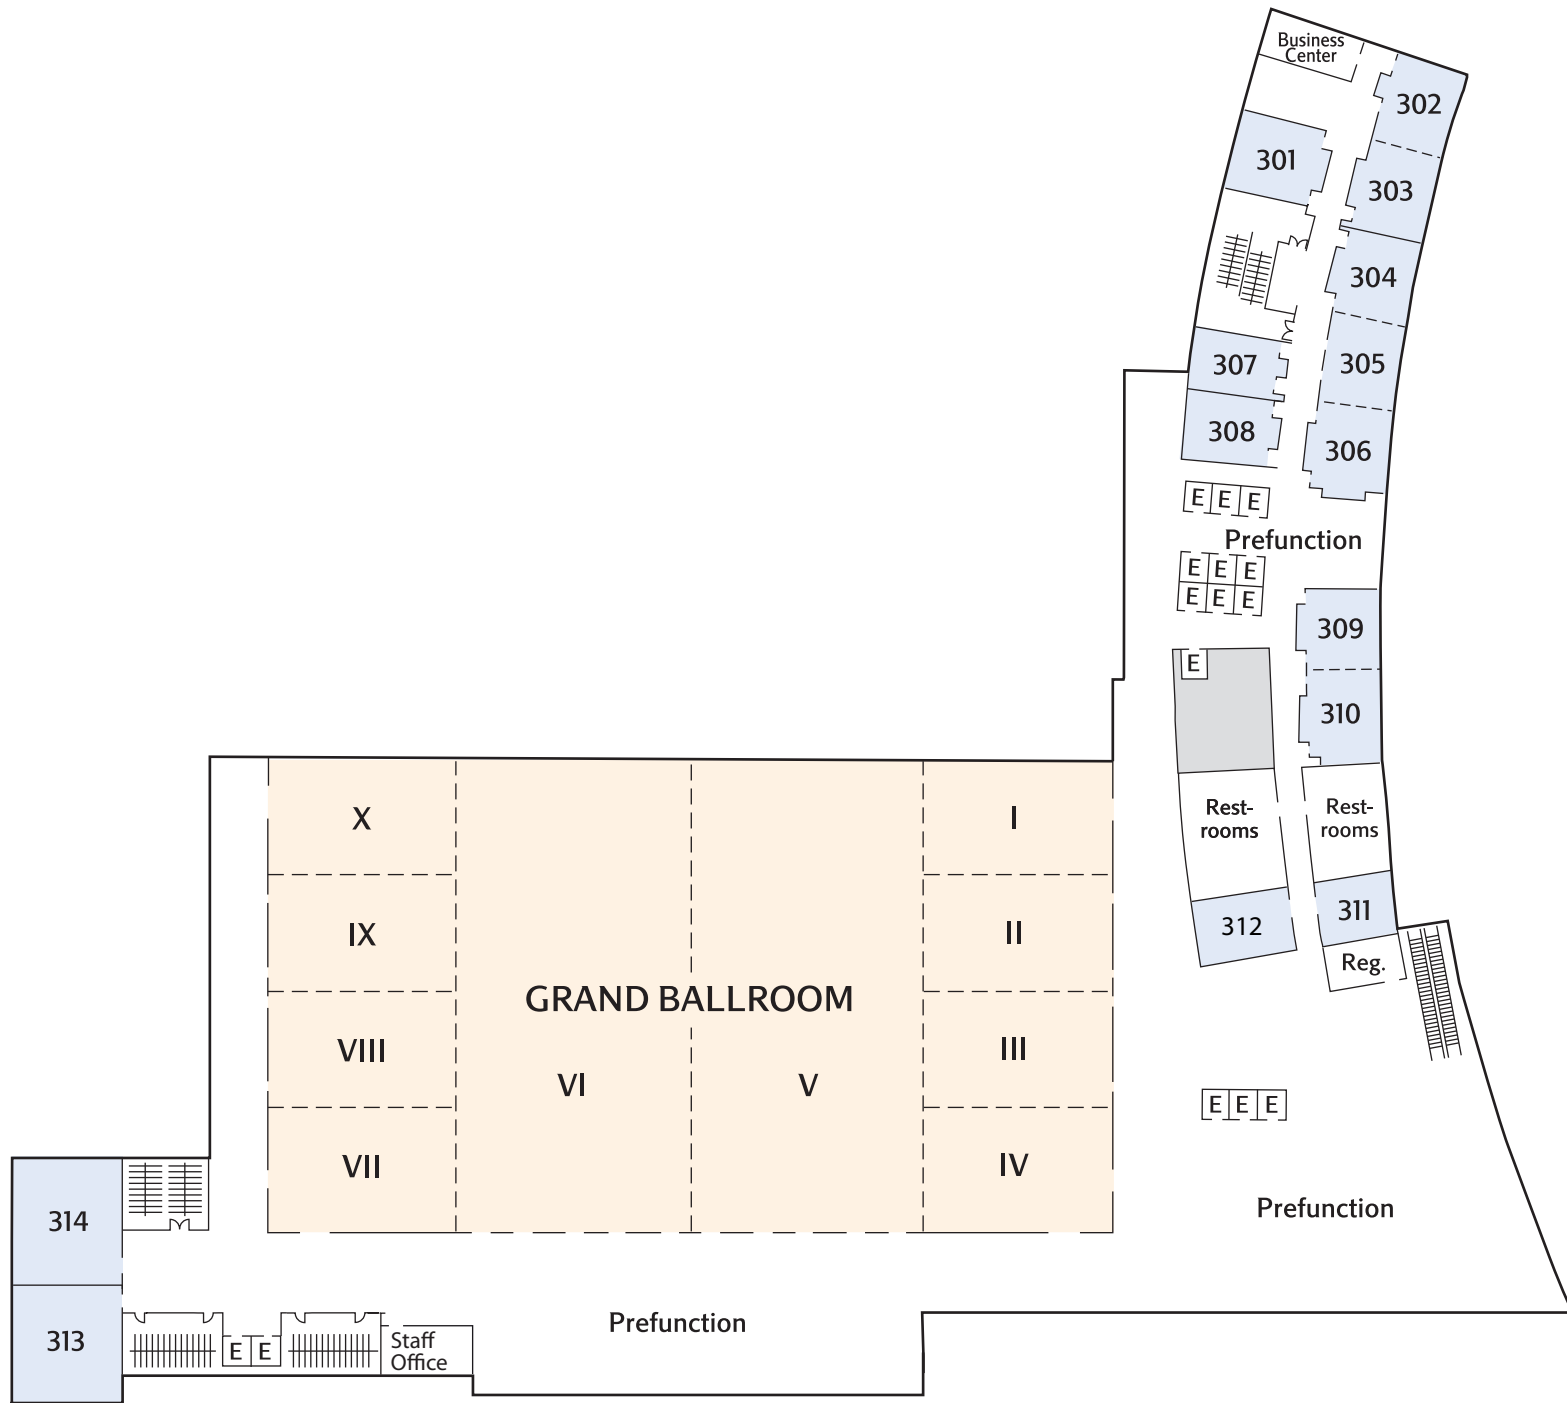 Business
Center
302
301
303
304
307
305
308
306
E E E
Prefunction
E E E
E E E
309
E
310
Rest-
rooms
Rest-
rooms
X
I
IX
II
312
311
Reg.
GRAND BALLROOM
VIII
III
VI
V
E E E
VII
IV
314
Prefunction
313
E E
Staff
Office
Prefunction